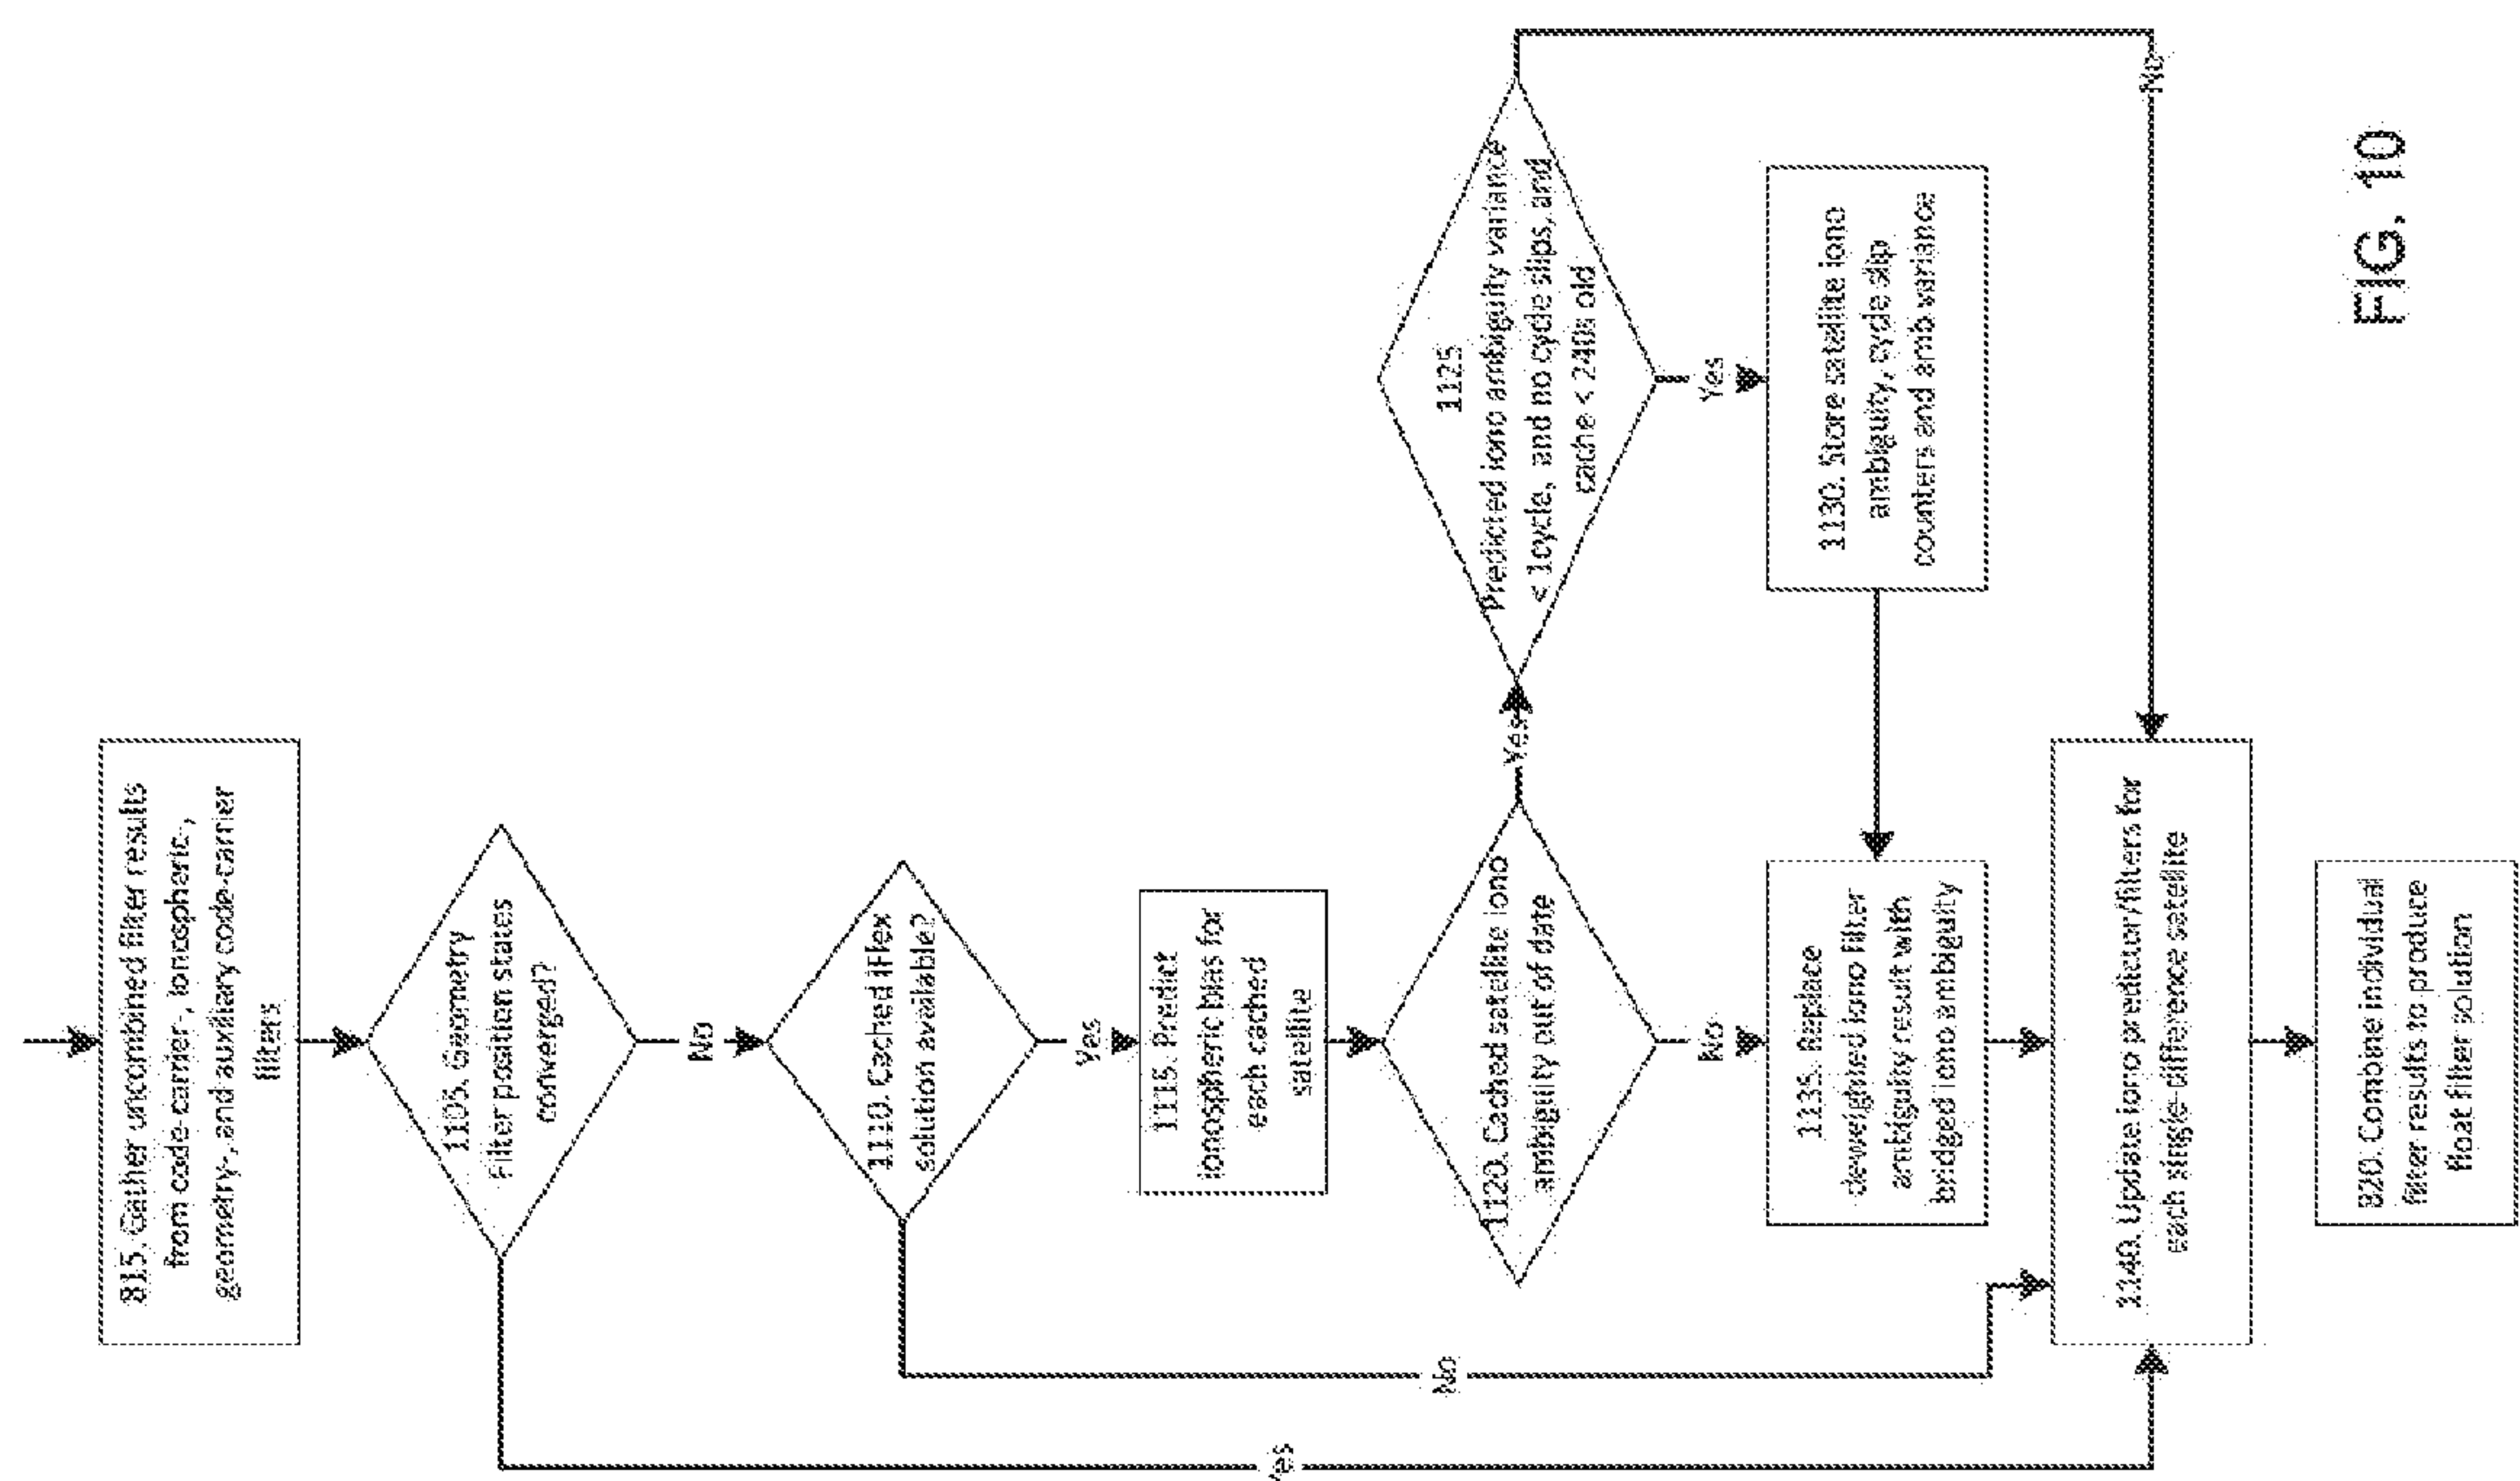 815. Gather uncombined filter results
from code-carrier-, ionospheric-,
geometry-, and auxiliary code-carrier
filters
1105. Geometry
Filter position states
converged?
No
Yes
1110. Cached iFlex
solution available?
Yes
No
1115. Predict
ionospheric bias for
each cached
satellite
1120. Cached satellite iono
ambiguity out of date
Yes
No
1125
Predicted iono ambiguity variance
< 1cycle, and no cycle slips, and
cache < 240s old
Yes
No
1130. Store satellite iono
ambiguity, cycle slip
counters and amb variance
1135. Replace
deweighted iono filter
ambiguity result with
bridged iono ambiguity
1140. Update iono predictor/filters for
each single-difference satellite
820. Combine individual
filter results to produce
float filter solution
FIG. 10